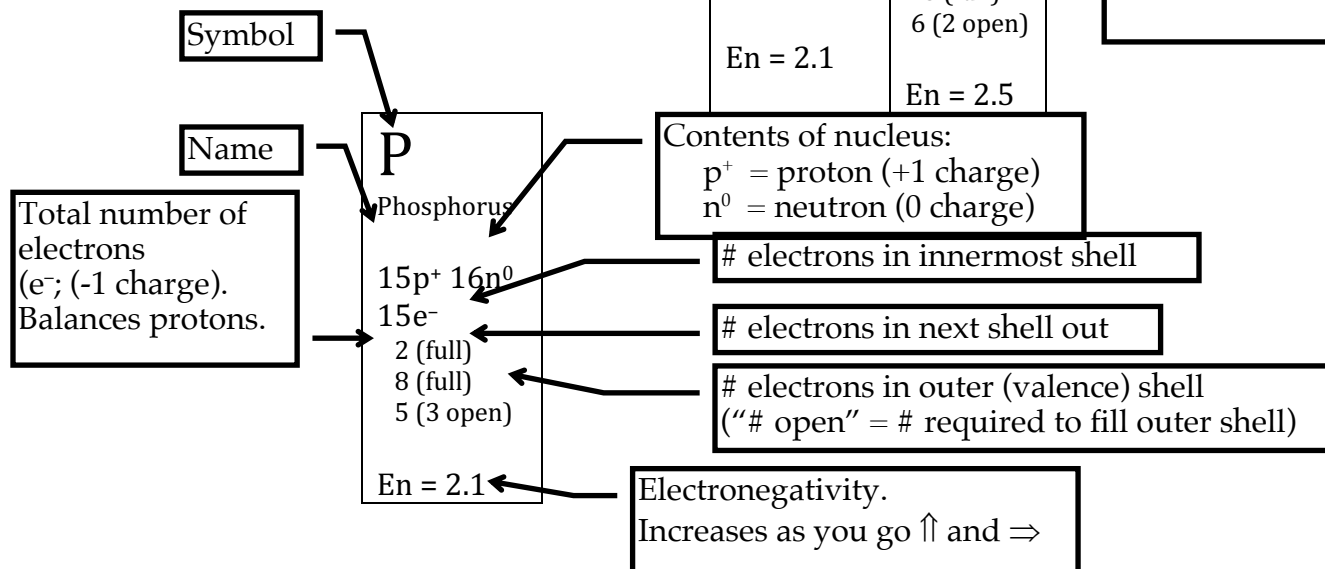 6 (2 open)
Symbol
En = 2.1
En = 2.5
Name
P
Phosphorus
15p⁺ 16n⁰
15e⁻
2 (full)
8 (full)
5 (3 open)
En = 2.1
Contents of nucleus:
p⁺ = proton (+1 charge)
n⁰ = neutron (0 charge)
Total number of
electrons
(e⁻; (-1 charge).
Balances protons.
# electrons in innermost shell
# electrons in next shell out
# electrons in outer (valence) shell
(“# open” = # required to fill outer shell)
Electronegativity.
Increases as you go ⇑ and ⇒